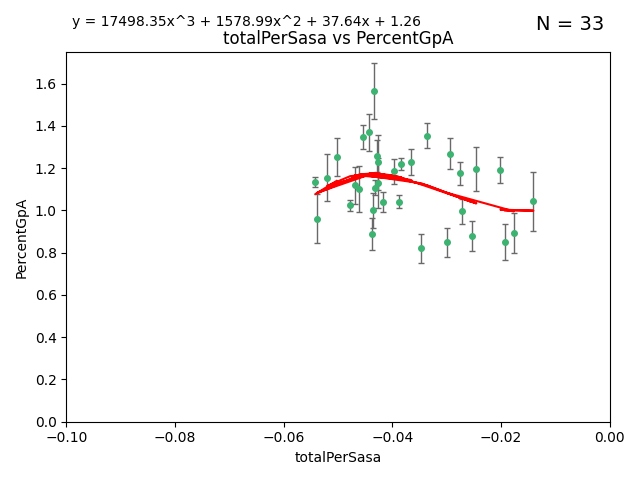 y = 17498.35x^3 + 1578.99x^2 + 37.64x + 1.26
N = 33
totalPerSasa vs PercentGpA
1.6
1.4
1.2
1.0
0.8
0.6
0.4
0.2
0.0
PercentGpA
−0.10 −0.08 −0.06 −0.04 −0.02 0.00
totalPerSasa